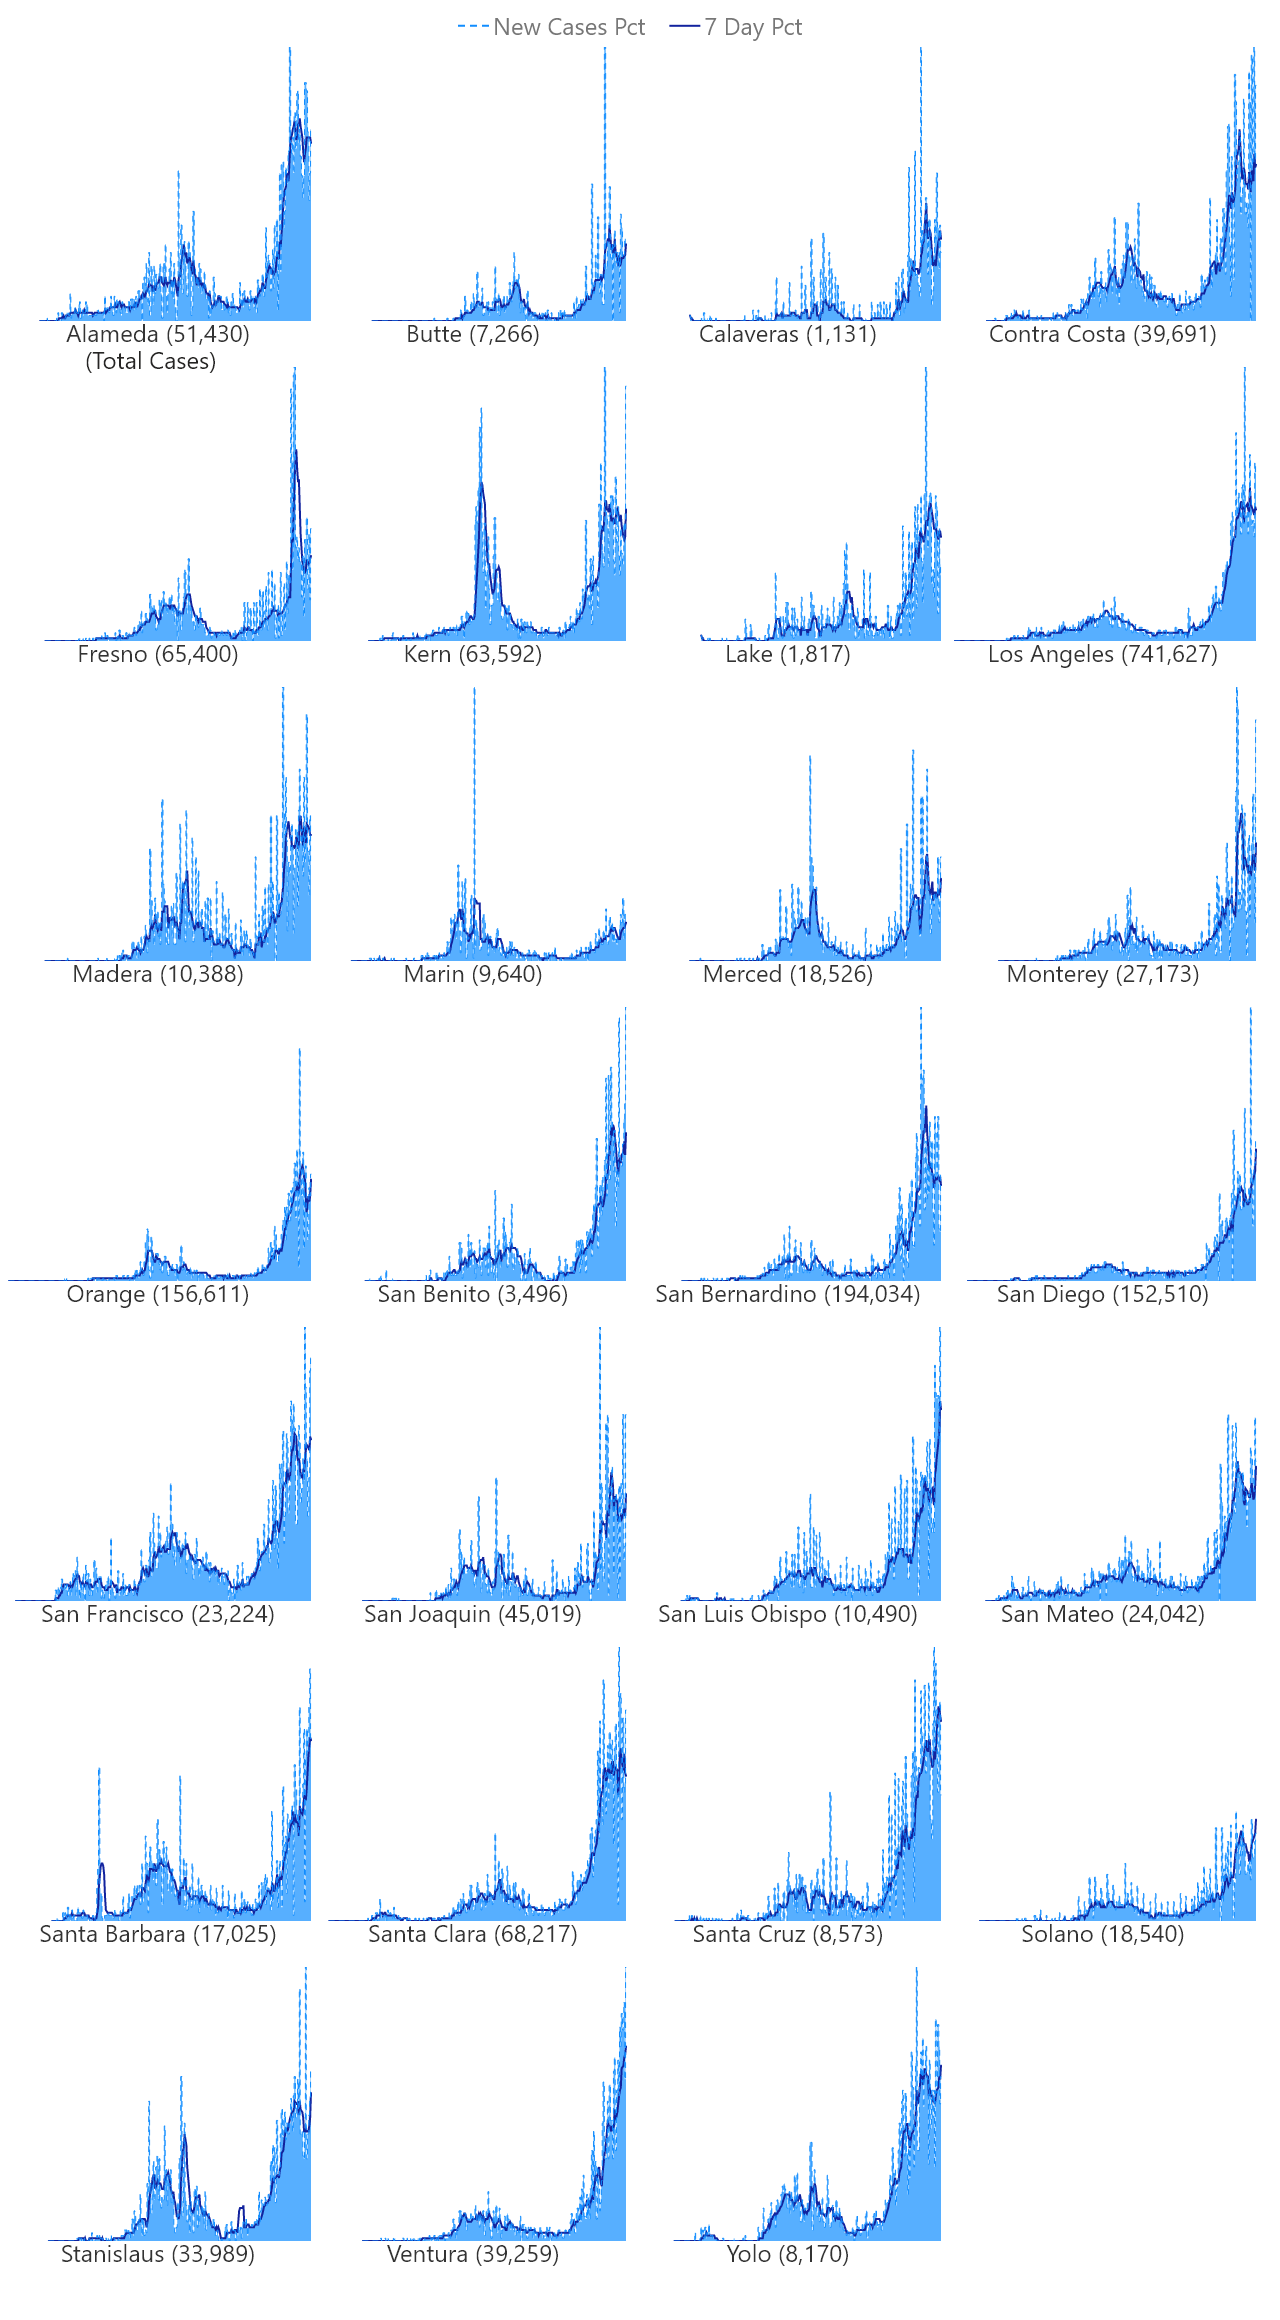 New Cases Pct 7 Day Pct
Alameda (51,430) Butte (7,266) Calaveras (1,131) Contra Costa (39,691)
(Total Cases)
Fresno (65,400) Kern (63,592) Lake (1,817) Los Angeles (741,627)
Madera (10,388) Marin (9,640) Merced (18,526) Monterey (27,173)
Orange (156,611) San Benito (3,496) San Bernardino (194,034) San Diego (152,510)
San Francisco (23,224) San Joaquin (45,019) San Luis Obispo (10,490) San Mateo (24,042)
Santa Barbara (17,025) Santa Clara (68,217) Santa Cruz (8,573) Solano (18,540)
Stanislaus (33,989) Ventura (39,259) Yolo (8,170)